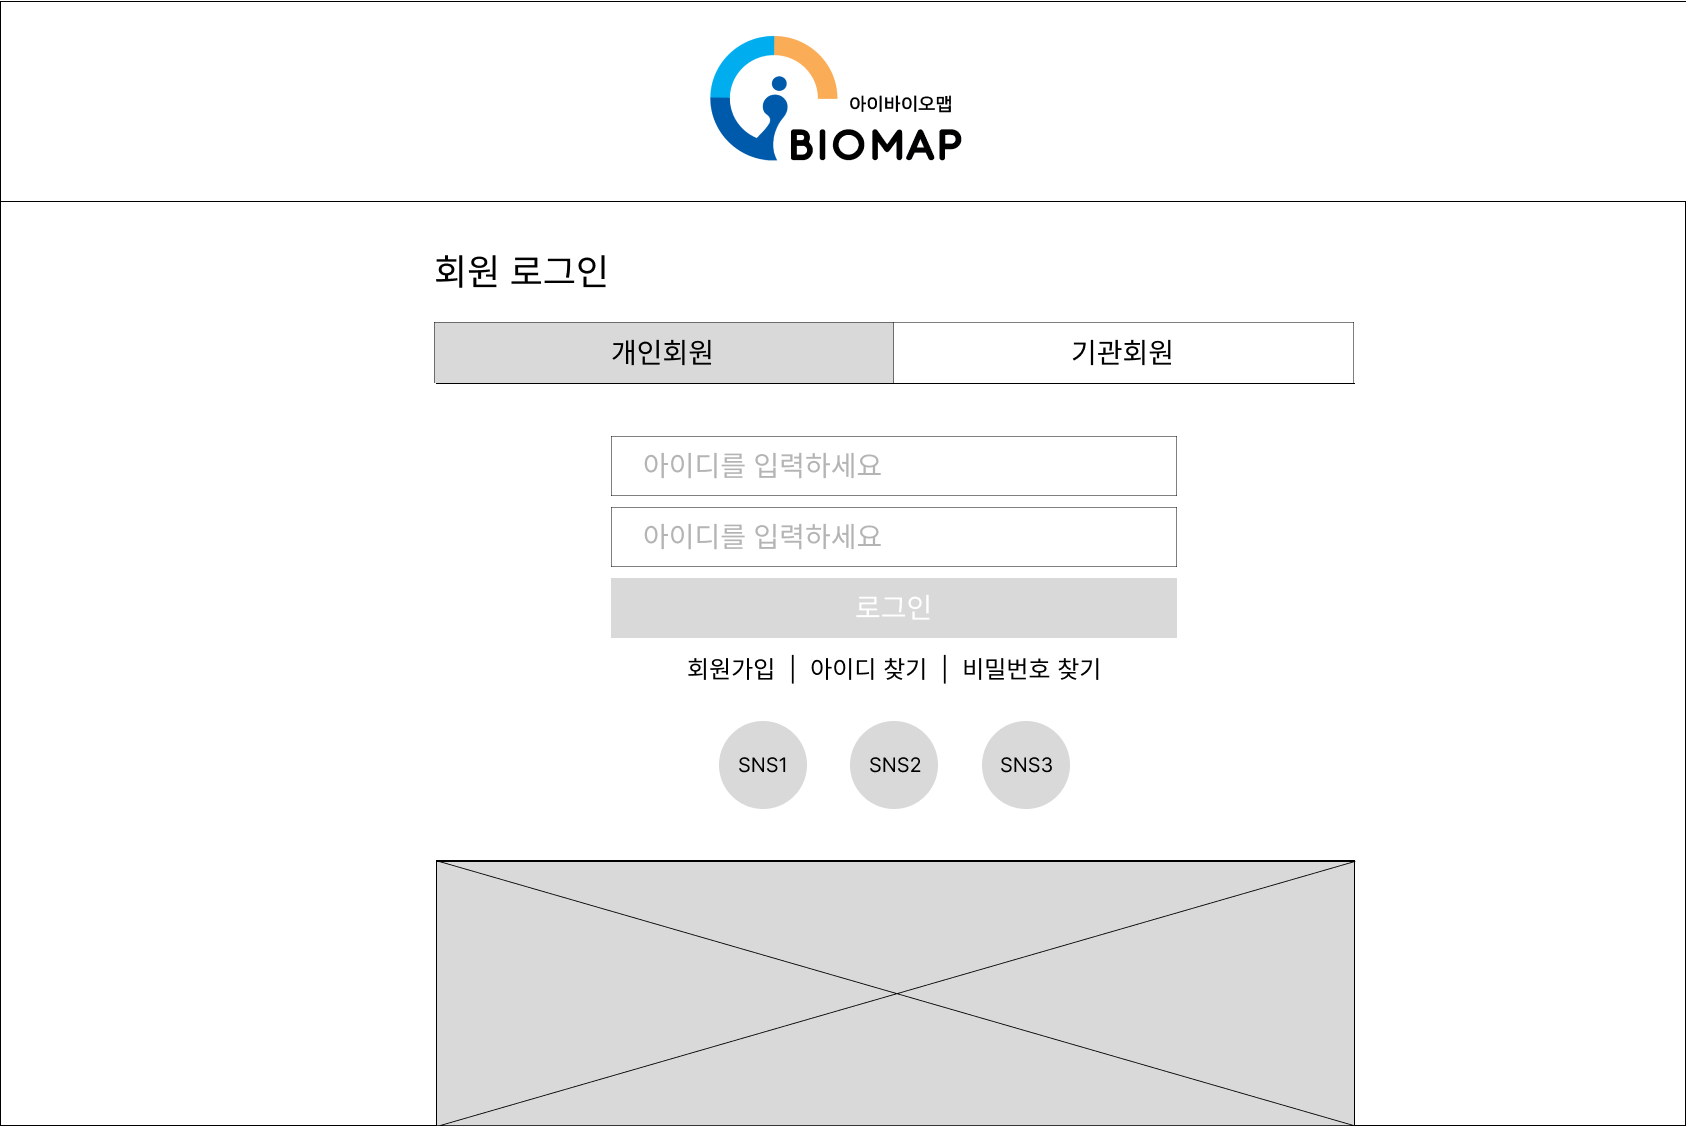 아이바이오맵
BIOMAP
회원 로그인
개인회원 기관회원
아이디를 입력하세요
아이디를 입력하세요
로그인
회원가입 | 아이디 찾기 | 비밀번호 찾기
SNS1 SNS2 SNS3